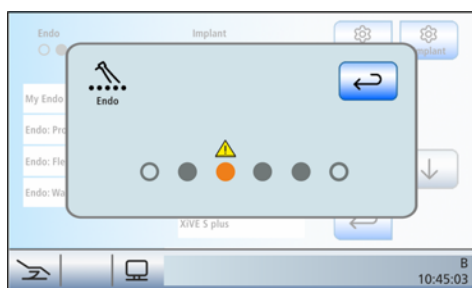 Endo
Implant
Implant
Endo
My Endo
Endo: Pro
Endo: Fle
Endo: Wa
XiVE S plus
B
10:45:03